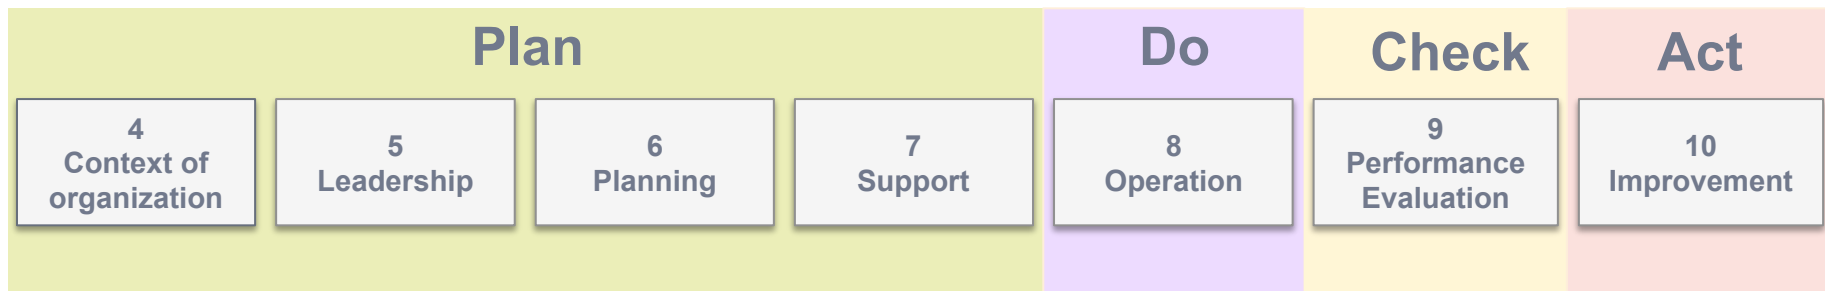 Plan
4
Context of
organization
5
Leadership
6
Planning
7
Support
Do
8
Operation
Check
9
Performance
Evaluation
Act
10
Improvement